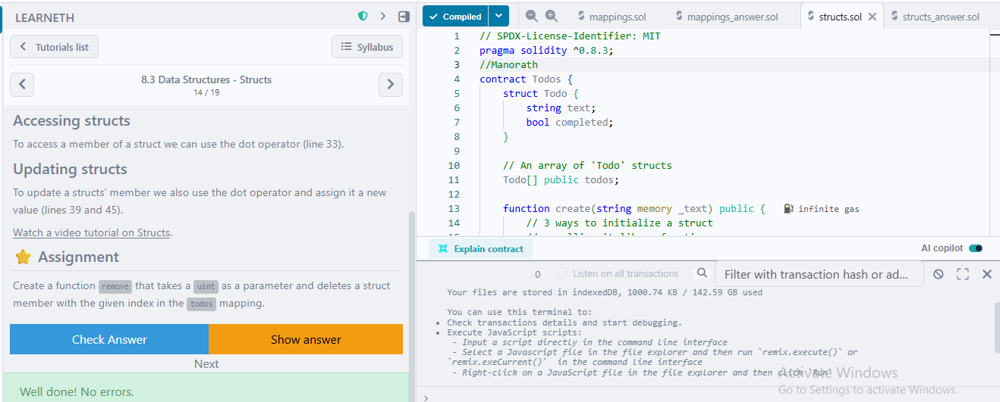 LEARNETH
Tutorials list
Syllabus
8.3 Data Structures - Structs
14 / 19
Accessing structs
To access a member of a struct we can use the dot operator (line 33).
Updating structs
To update a structs’ member we also use the dot operator and assign it a new
value (lines 39 and 45).
Watch a video tutorial on Structs.
Assignment
Create a function remove that takes a uint as a parameter and deletes a struct
member with the given index in the todos mapping.
Check Answer
Show answer
Next
Well done! No errors.
Compiled
mappings.sol
mappings_answer.sol
structs.sol
structs_answer.sol
1 // SPDX-License-Identifier: MIT
2 pragma solidity ^0.8.3;
3 //Manorath
4 contract Todos {
5 struct Todo {
6 string text;
7 bool completed;
8 }
9
10 // An array of 'Todo' structs
11 Todo[] public todos;
12
13 function create(string memory _text) public { infinite gas
14 // 3 ways to initialize a struct
Explain contract
AI copilot
0
Listen on all transactions
Filter with transaction hash or ad...
Your files are stored in indexedDB, 1000.74 KB / 142.59 GB used
You can use this terminal to:
• Check transactions details and start debugging.
• Execute JavaScript scripts:
- Input a script directly in the command line interface
- Select a Javascript file in the file explorer and then run `remix.execute()` or
`remix.exeCurrent()` in the command line interface
- Right-click on a JavaScript file in the file explorer and then click `Run`
Activate Windows
Go to Settings to activate Windows.
>